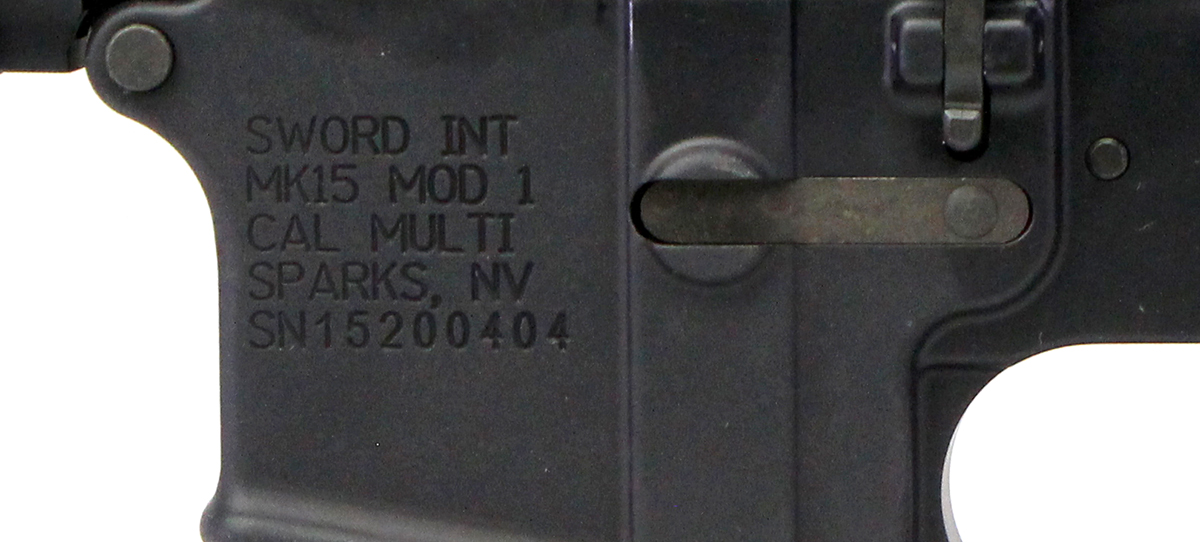 SWORD INT
MK15 MOD 1
CAL MULTI
SPARKS, NV
SN15200404